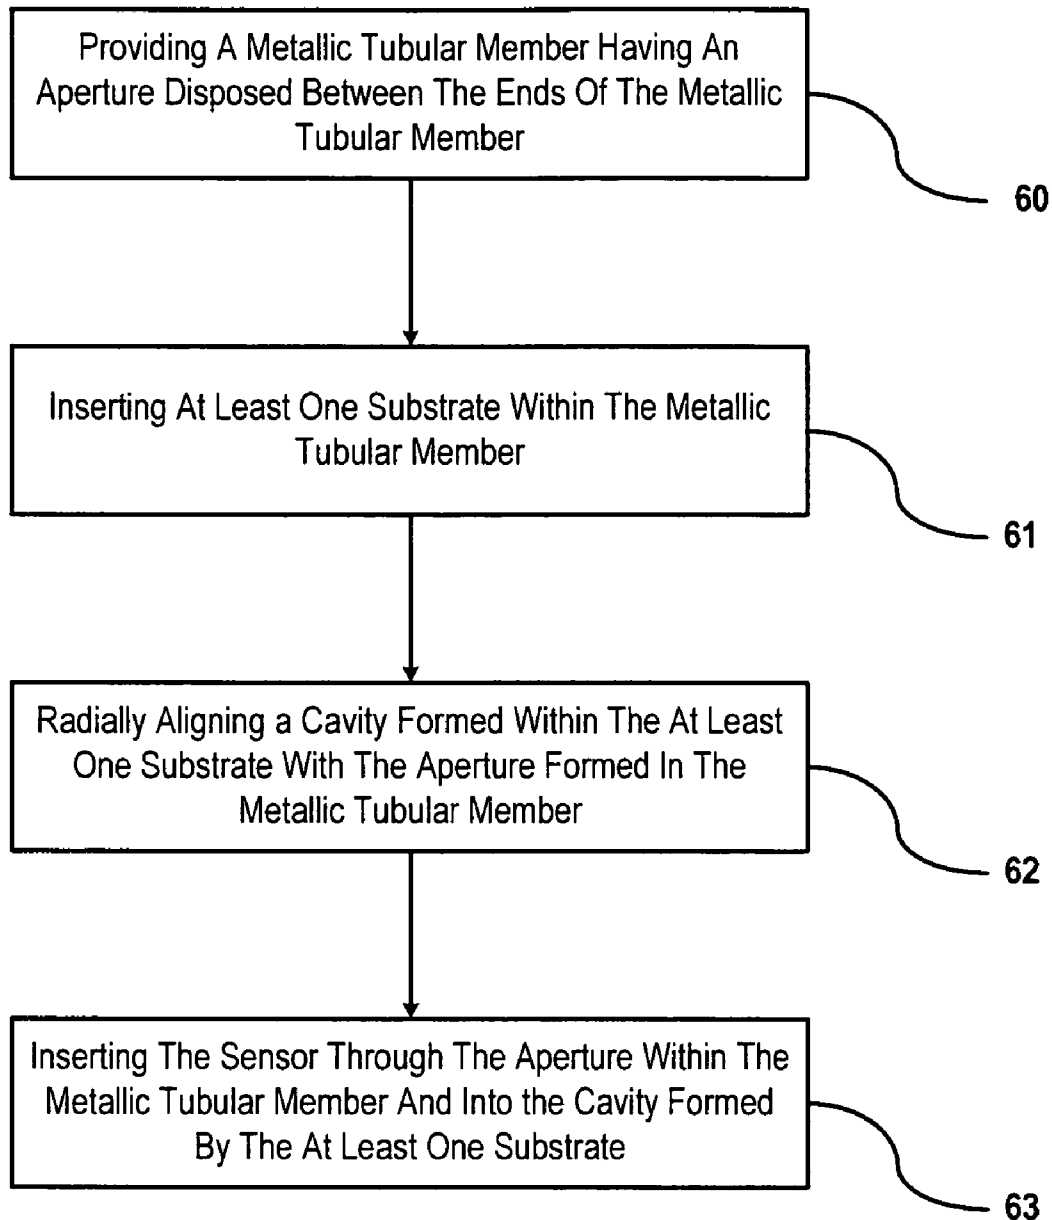 Providing A Metallic Tubular Member Having An
Aperture Disposed Between The Ends Of The Metallic
Tubular Member
60
Inserting At Least One Substrate Within The Metallic
Tubular Member
61
Radially Aligning a Cavity Formed Within The At Least
One Substrate With The Aperture Formed In The
Metallic Tubular Member
62
Inserting The Sensor Through The Aperture Within The
Metallic Tubular Member And Into the Cavity Formed
By The At Least One Substrate
63